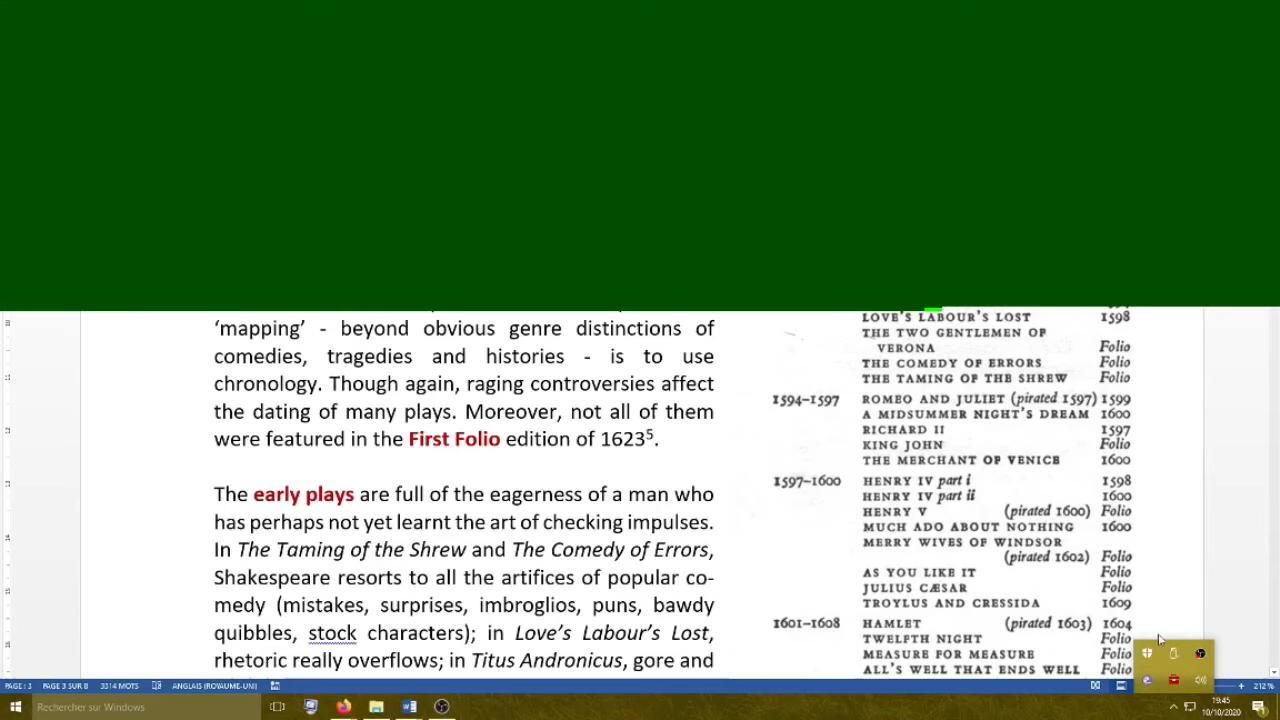 'mapping' - beyond obvious genre distinctions of
comedies, tragedies and histories - is to use
chronology. Though again, raging controversies affect
the dating of many plays. Moreover, not all of them
were featured in the First Folio edition of 1623⁵.
The early plays are full of the eagerness of a man who
has perhaps not yet learnt the art of checking impulses.
In The Taming of the Shrew and The Comedy of Errors,
Shakespeare resorts to all the artifices of popular co-
medy (mistakes, surprises, imbroglios, puns, bawdy
quibbles, stock characters); in Love's Labour's Lost,
rhetoric really overflows; in Titus Andronicus, gore and
LOVE'S LABOUR'S LOST 1598
THE TWO GENTLEMEN OF
VERONA Folio
THE COMEDY OF ERRORS Folio
THE TAMING OF THE SHREW Folio
1594–1597 ROMEO AND JULIET (pirated 1597) 1599
A MIDSUMMER NIGHT'S DREAM 1600
RICHARD II 1597
KING JOHN Folio
THE MERCHANT OF VENICE 1600
1597–1600 HENRY IV part i 1598
HENRY IV part ii 1600
HENRY V (pirated 1600) Folio
MUCH ADO ABOUT NOTHING 1600
MERRY WIVES OF WINDSOR
(pirated 1602) Folio
AS YOU LIKE IT Folio
JULIUS CÆSAR Folio
TROYLUS AND CRESSIDA 1609
1601–1608 HAMLET (pirated 1603) 1604
TWELFTH NIGHT Folio
MEASURE FOR MEASURE Folio
ALL'S WELL THAT ENDS WELL Folio
PAGE : 3 PAGE 3 SUR 8 3314 MOTS ANGLAIS (ROYAUME-UNI) 212 %
Rechercher sur Windows
19:45
10/10/2020